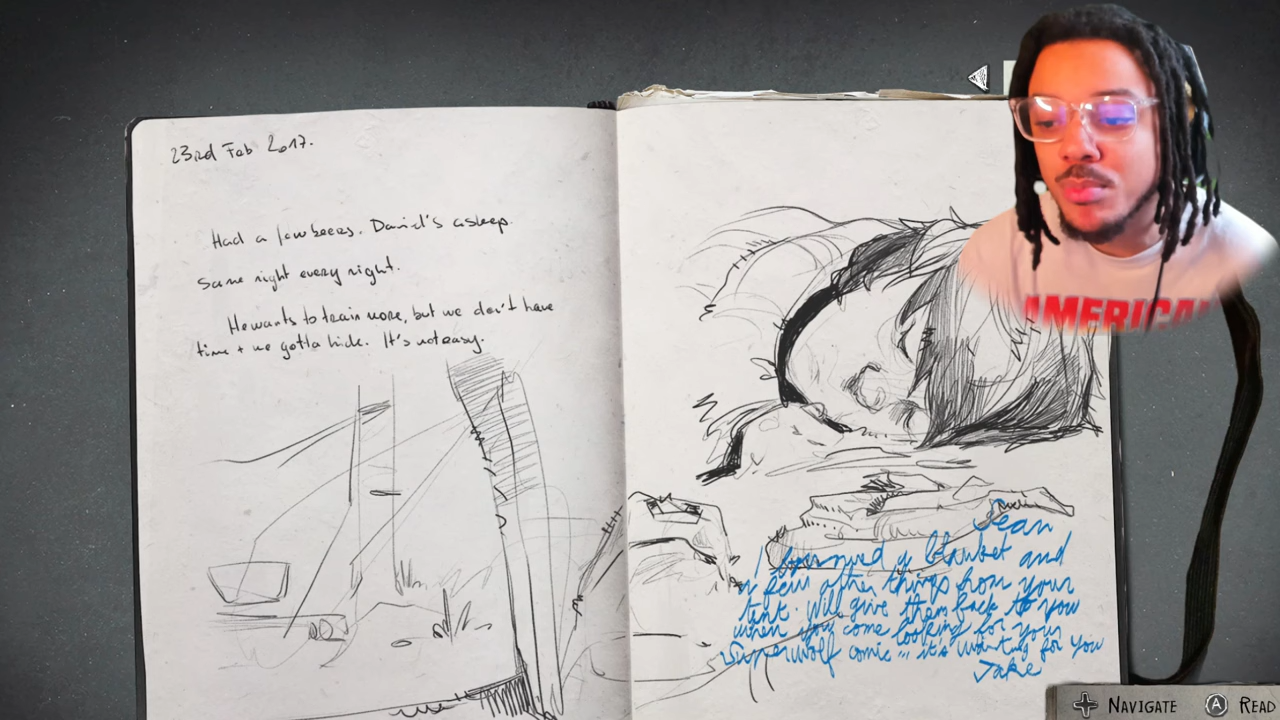 23rd Feb 2017.
Had a few beers. Daniel's asleep.
Same night every night.
He wants to train more, but we don't have
time + we gotta hide. It's not easy.
AMERICA
Sean
I borrowed a blanket and
a few other things from your
tent. Will give them back to you
when you come looking for your
Superwolf comic... it's waiting for you
Jake
NAVIGATE
A READ